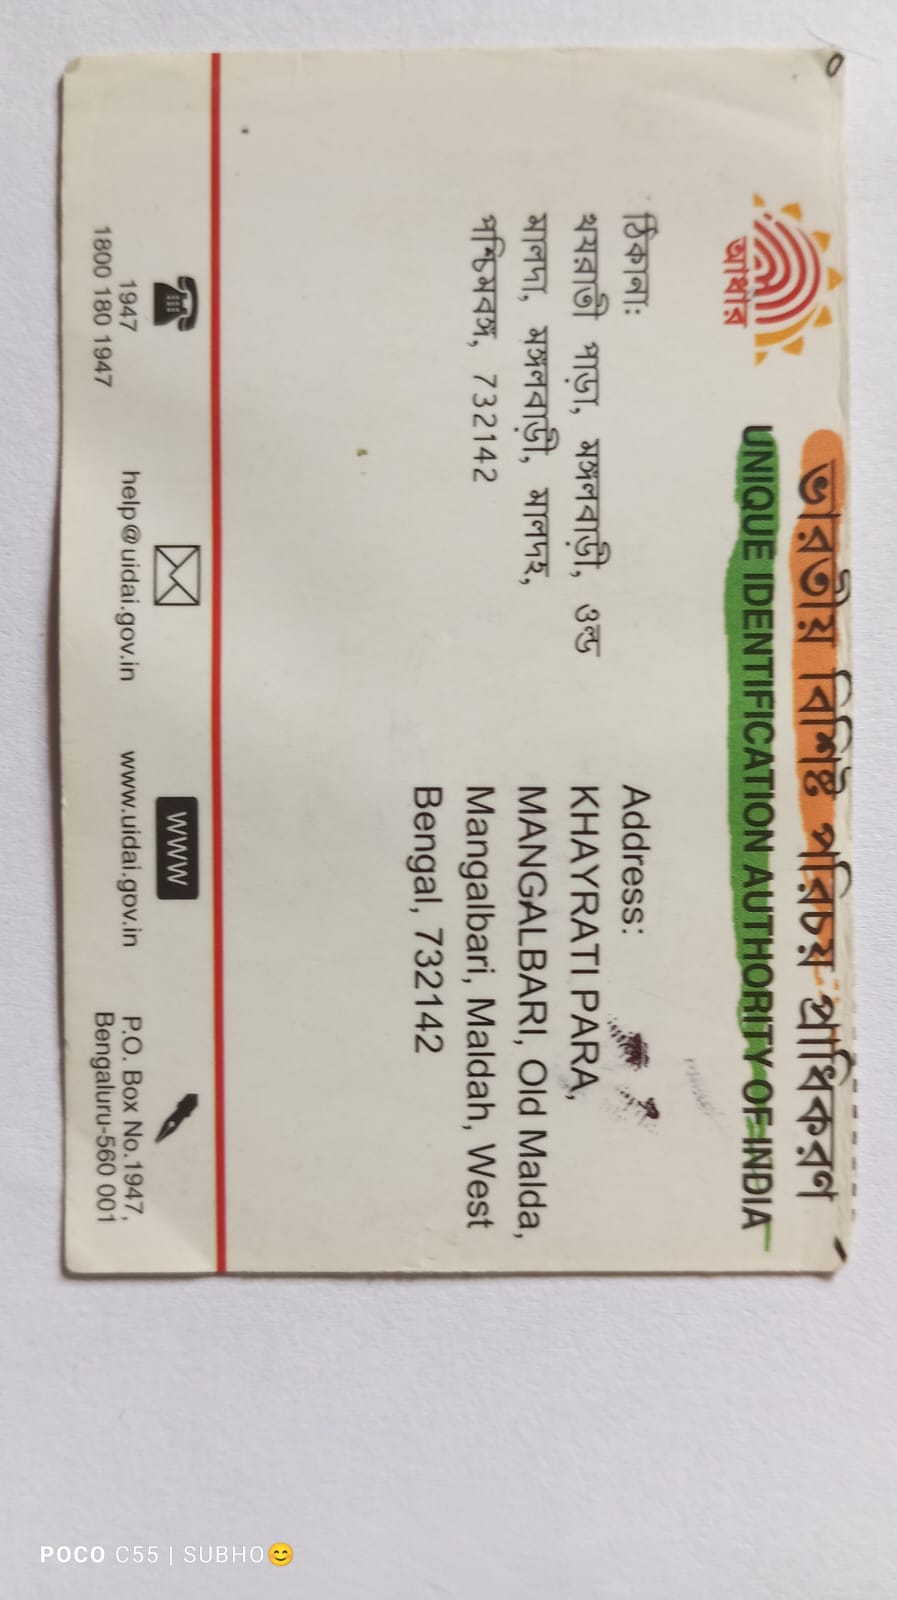 ভারতীয় বিশিষ্ট পরিচয় প্রাধিকরণ
UNIQUE IDENTIFICATION AUTHORITY OF INDIA
আধার
ঠিকানা:
খয়রাতী পাড়া, মঙ্গলবাড়ী, ওল্ড
মালদা, মঙ্গলবাড়ী, মালদহ,
পশ্চিমবঙ্গ, 732142
Address:
KHAYRATI PARA,
MANGALBARI, Old Malda,
Mangalbari, Maldah, West
Bengal, 732142
1947
1800 180 1947
help@uidai.gov.in
WWW
www.uidai.gov.in
P.O. Box No.1947,
Bengaluru-560 001
POCO C55 | SUBHO😊